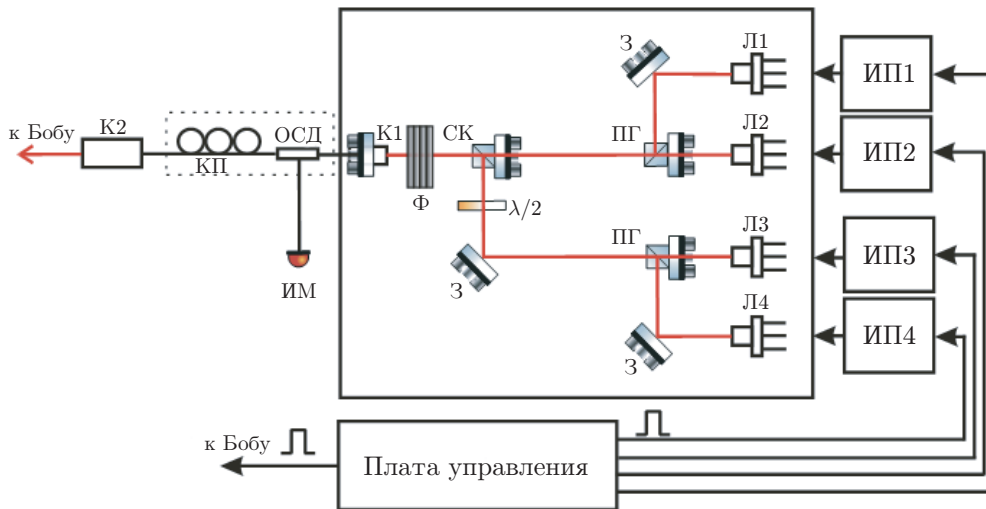 З
Л1
ИП1
к Бобу
К2
ОСД
КП
К1
СК
ПГ
Л2
ИП2
Ф
λ/2
ИМ
З
ПГ
Л3
ИП3
Л4
ИП4
З
к Бобу
Плата управления